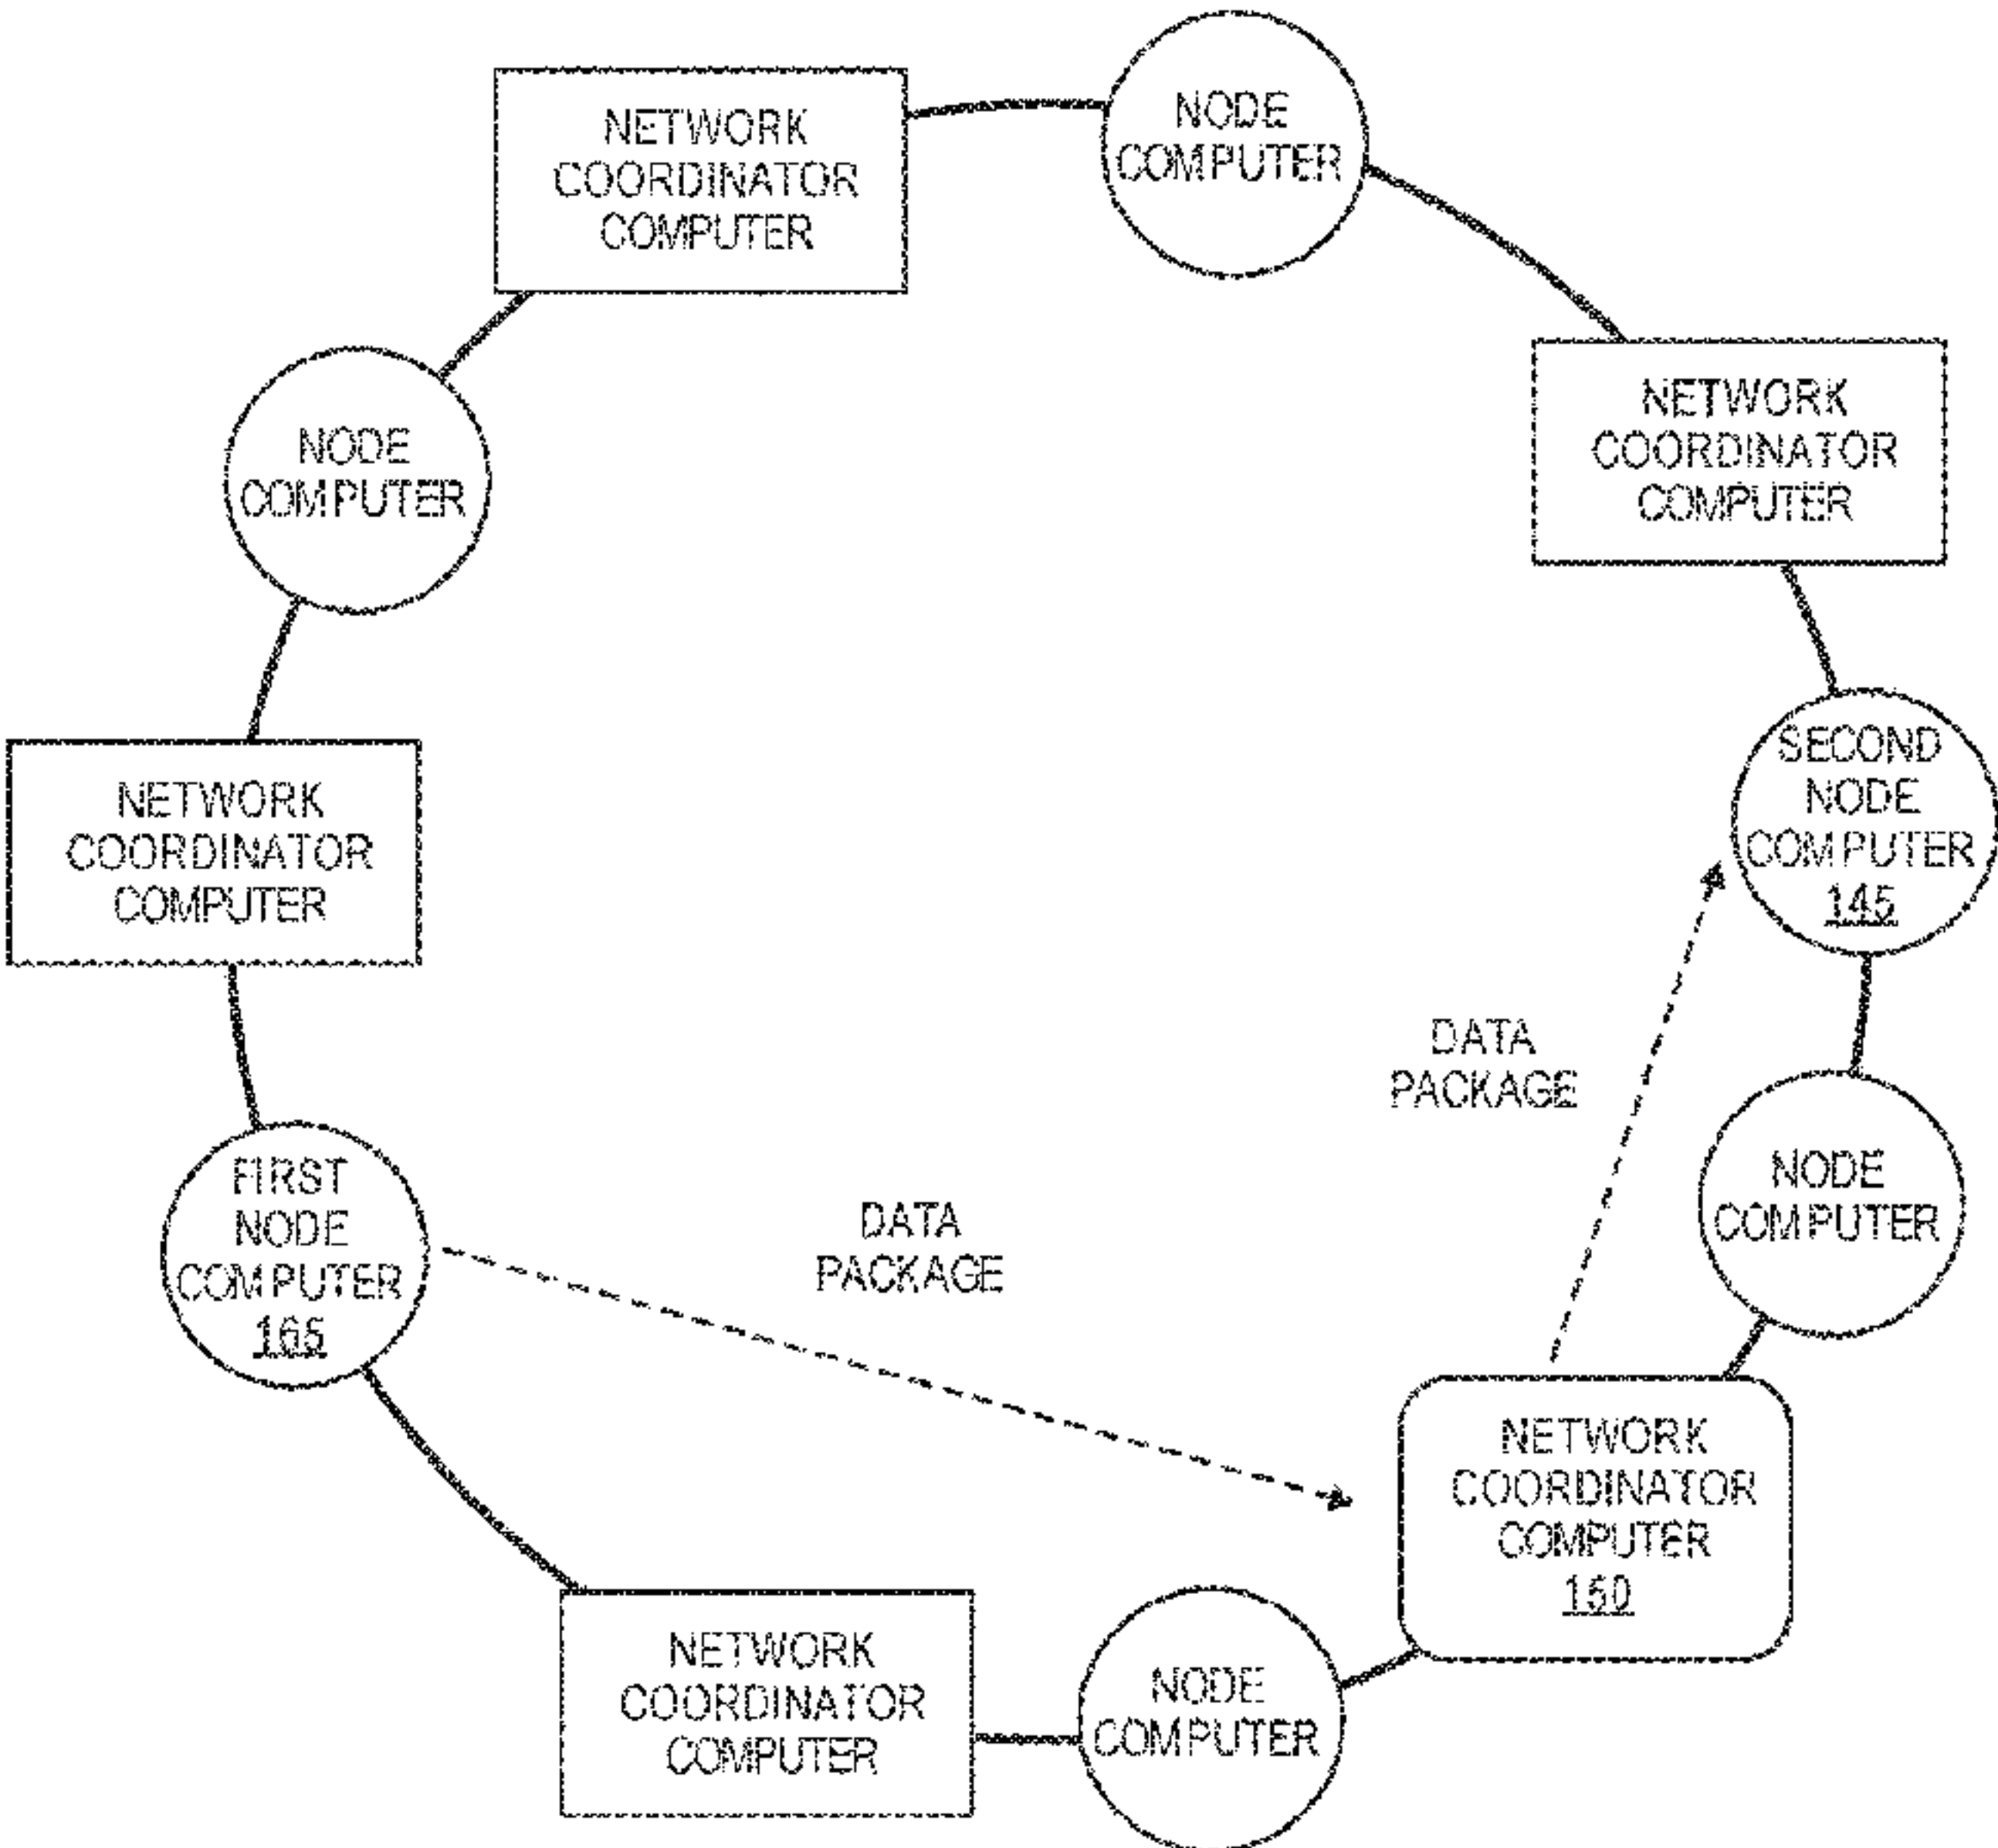 NODE
COMPUTER
NETWORK
COORDINATOR
COMPUTER
NETWORK
COORDINATOR
COMPUTER
NODE
COMPUTER
SECOND
NODE
COMPUTER
145
NETWORK
COORDINATOR
COMPUTER
DATA
PACKAGE
NODE
COMPUTER
FIRST
NODE
COMPUTER
165
DATA
PACKAGE
NETWORK
COORDINATOR
COMPUTER
150
NETWORK
COORDINATOR
COMPUTER
NODE
COMPUTER